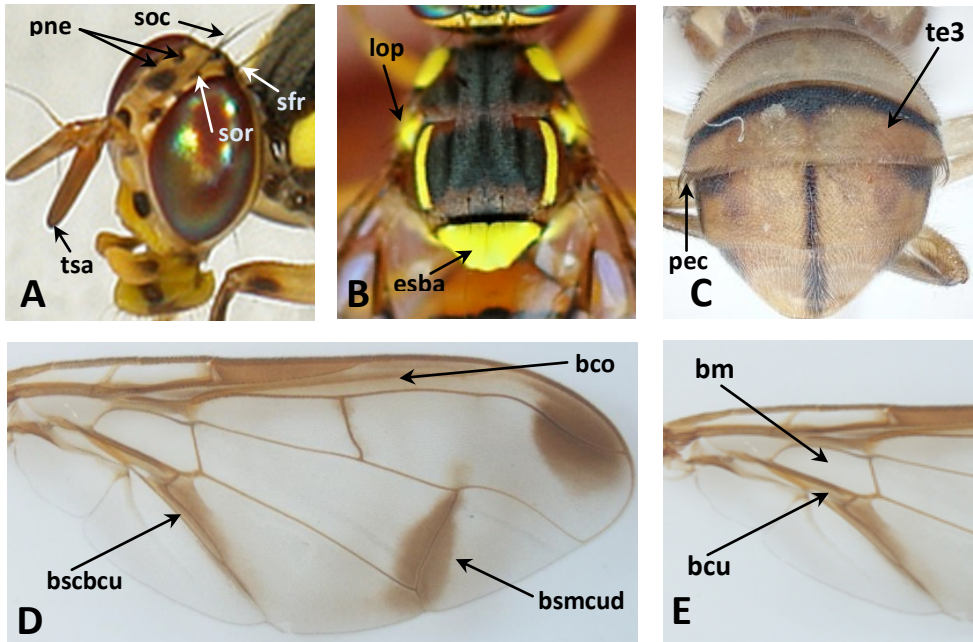 pne
soc
sfr
sor
tsa
A
lop
esba
B
te3
pec
C
bco
bscbcu
bsmcud
D
bm
bcu
E